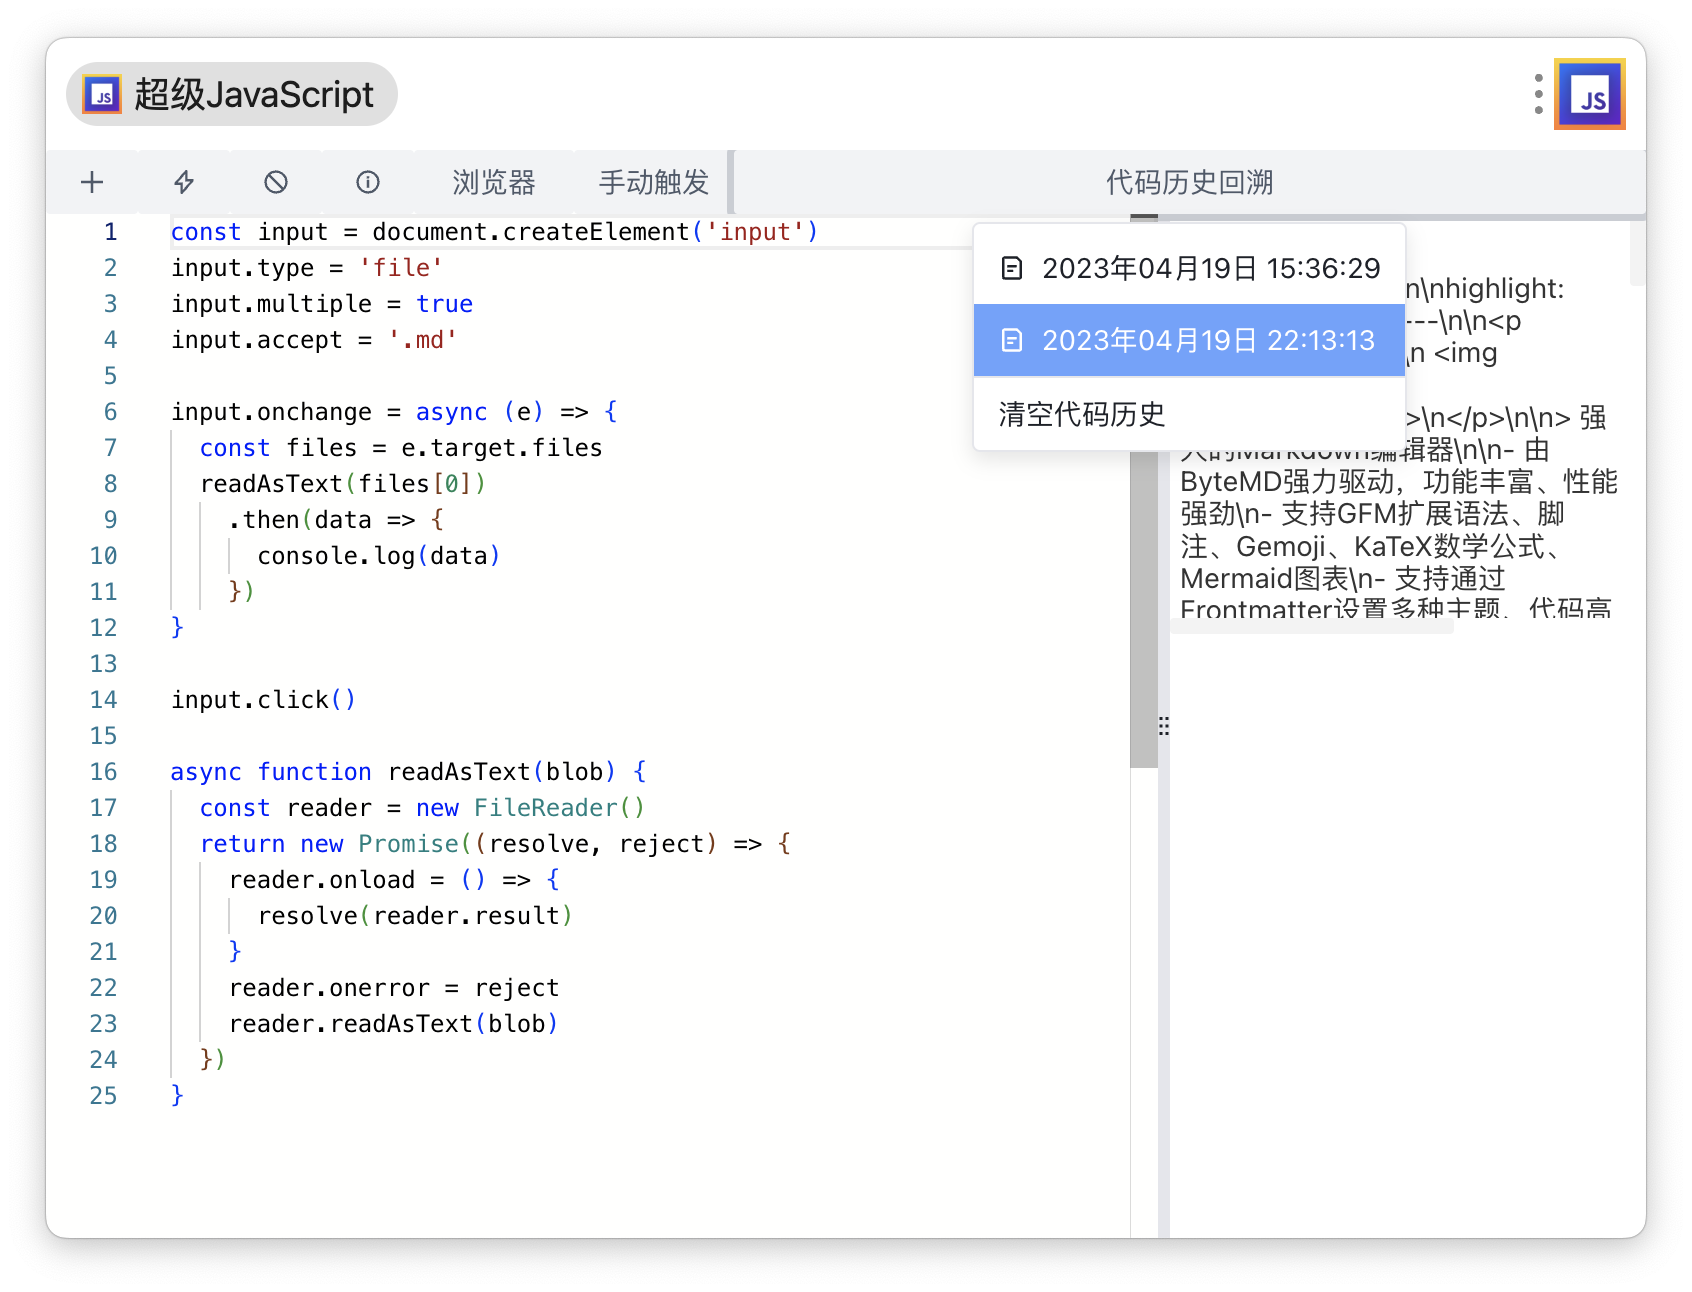 超级JavaScript
JS
浏览器
手动触发
代码历史回溯
1 const input = document.createElement('input')
2 input.type = 'file'
3 input.multiple = true
4 input.accept = '.md'
5
6 input.onchange = async (e) => {
7   const files = e.target.files
8   readAsText(files[0])
9     .then(data => {
10       console.log(data)
11     })
12 }
13
14 input.click()
15
16 async function readAsText(blob) {
17   const reader = new FileReader()
18   return new Promise((resolve, reject) => {
19     reader.onload = () => {
20       resolve(reader.result)
21     }
22     reader.onerror = reject
23     reader.readAsText(blob)
24   })
25 }
2023年04月19日 15:36:29
2023年04月19日 22:13:13
清空代码历史
n\nhighlight:
---\n\n<p
\n <img
>\n</p>\n\n> 强
大的Markdown编辑器\n\n- 由
ByteMD强力驱动，功能丰富、性能
强劲\n- 支持GFM扩展语法、脚
注、Gemoji、KaTeX数学公式、
Mermaid图表\n- 支持通过
Frontmatter设置多种主题、代码高